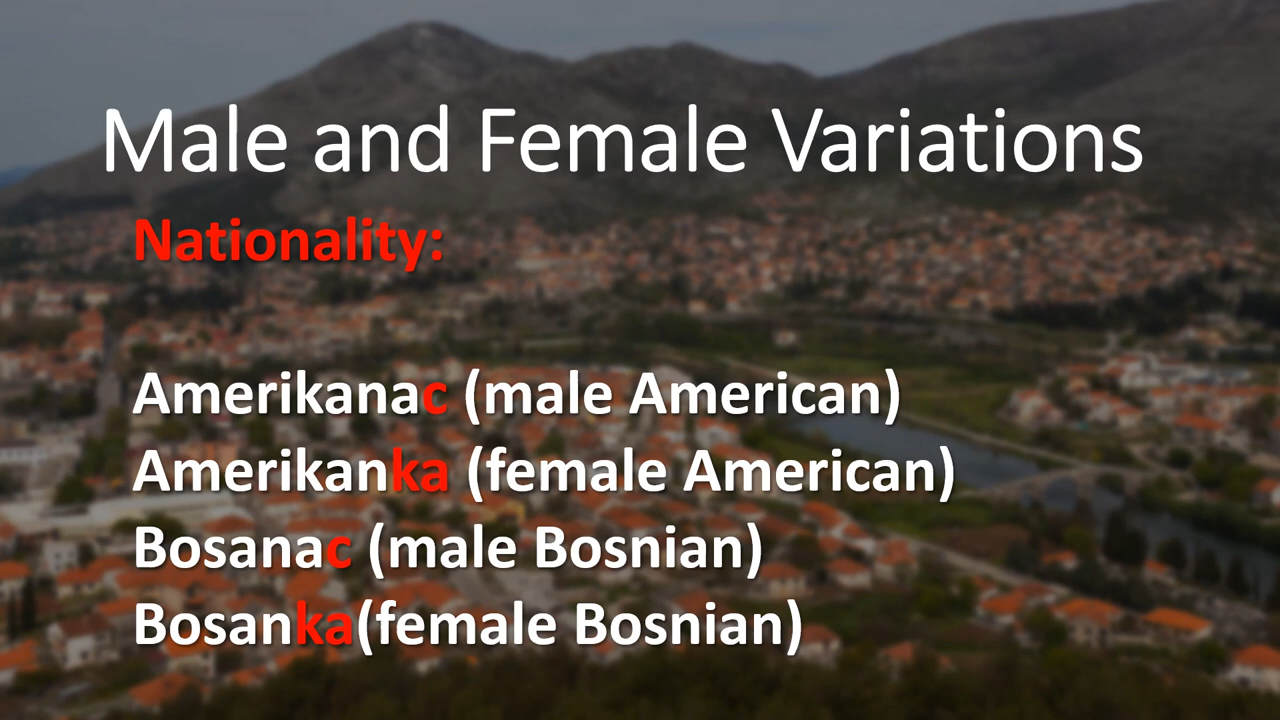 Male and Female Variations
Nationality:
Amerikanac (male American)
Amerikanka (female American)
Bosanac (male Bosnian)
Bosanka(female Bosnian)